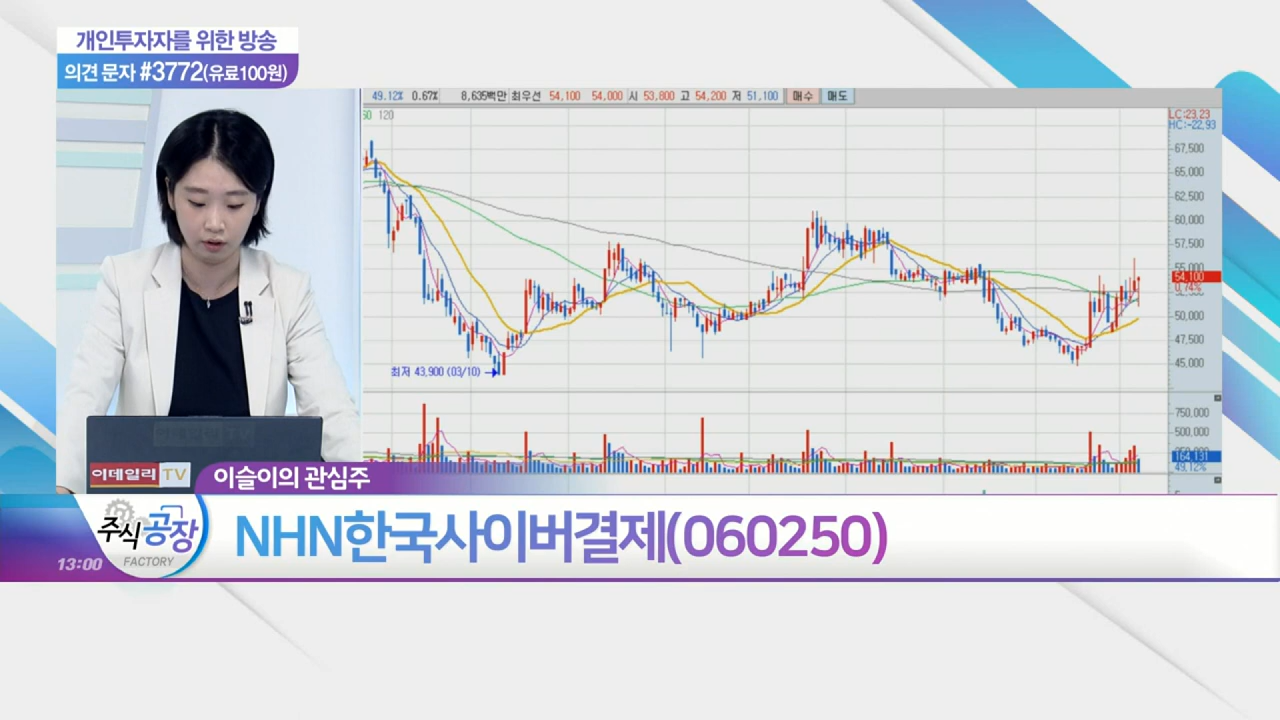 개인투자자를 위한 방송
의견 문자 #3772(유료100원)
49.12% 0.67% 8,635백만 최우선 54,100 54,000 시 53,800 고 54,200 저 51,100 매수 매도
60 120
LC:23.23
HC:-22.93
67,500
65,000
62,500
60,000
57,500
55,000
54,100
0.74%
52,500
50,000
47,500
45,000
최저 43,900 (03/10)
750,000
500,000
164,131
49.12%
이데일리 TV
이슬이의 관심주
주식공장
FACTORY
13:00
NHN한국사이버결제(060250)